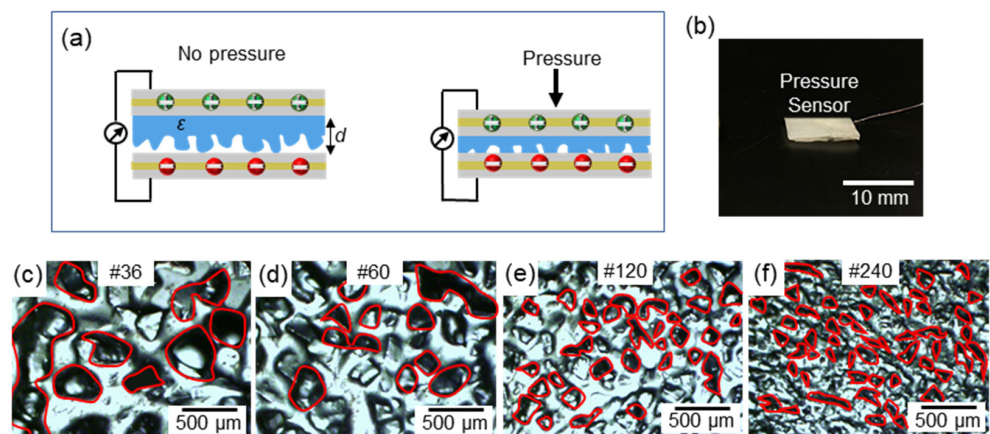 (a)
No pressure
ε
d
Pressure
(b)
Pressure
Sensor
10 mm
(c)
#36
500 μm
(d)
#60
500 μm
(e)
#120
500 μm
(f)
#240
500 μm